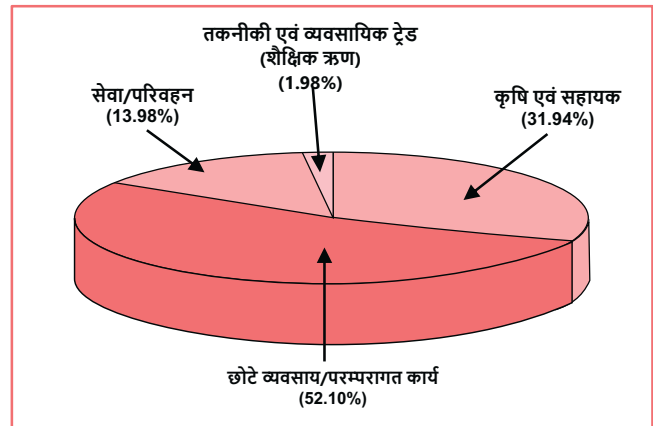 तकनीकी एवं व्यवसायिक ट्रेड
(शैक्षिक ऋण)
(1.98%)
सेवा/परिवहन
(13.98%)
कृषि एवं सहायक
(31.94%)
छोटे व्यवसाय/परम्परागत कार्य
(52.10%)